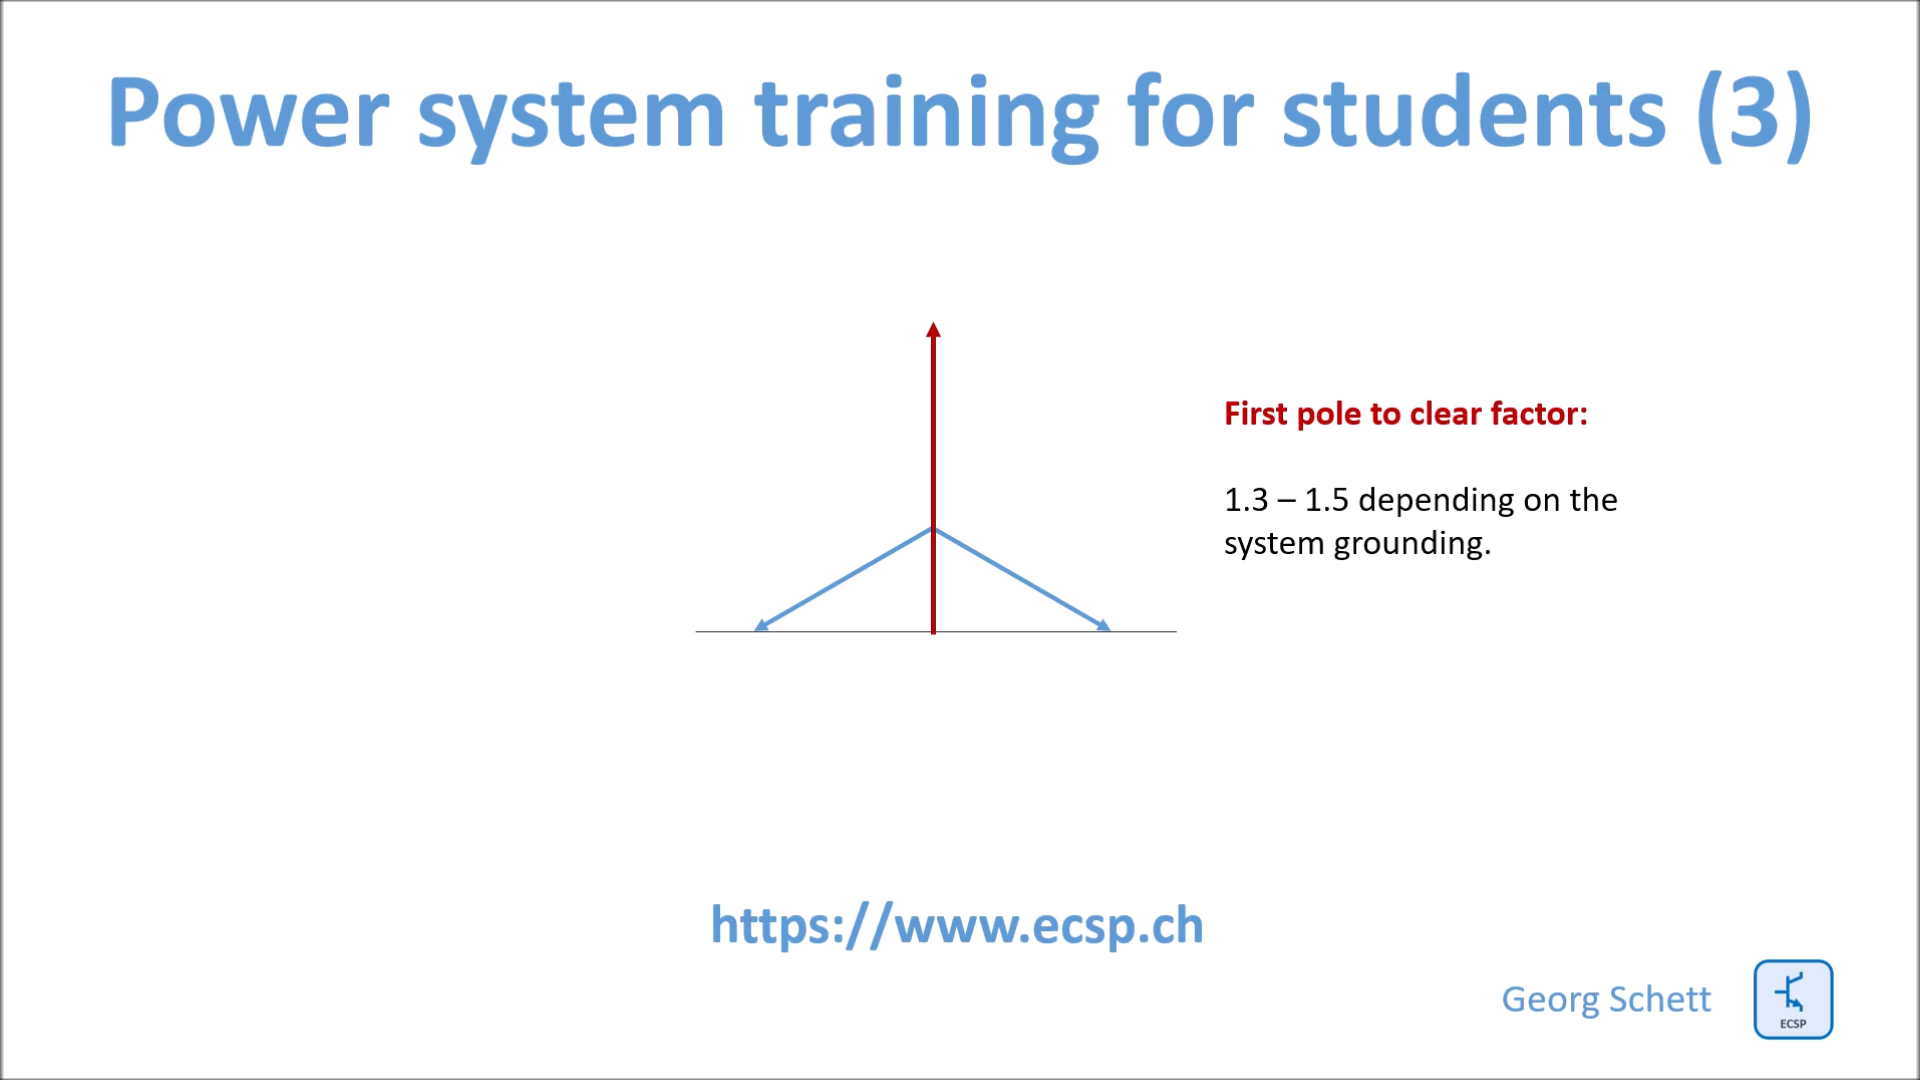 Power system training for students (3)
First pole to clear factor:
1.3 – 1.5 depending on the
system grounding.
https://www.ecsp.ch
Georg Schett
ECSP